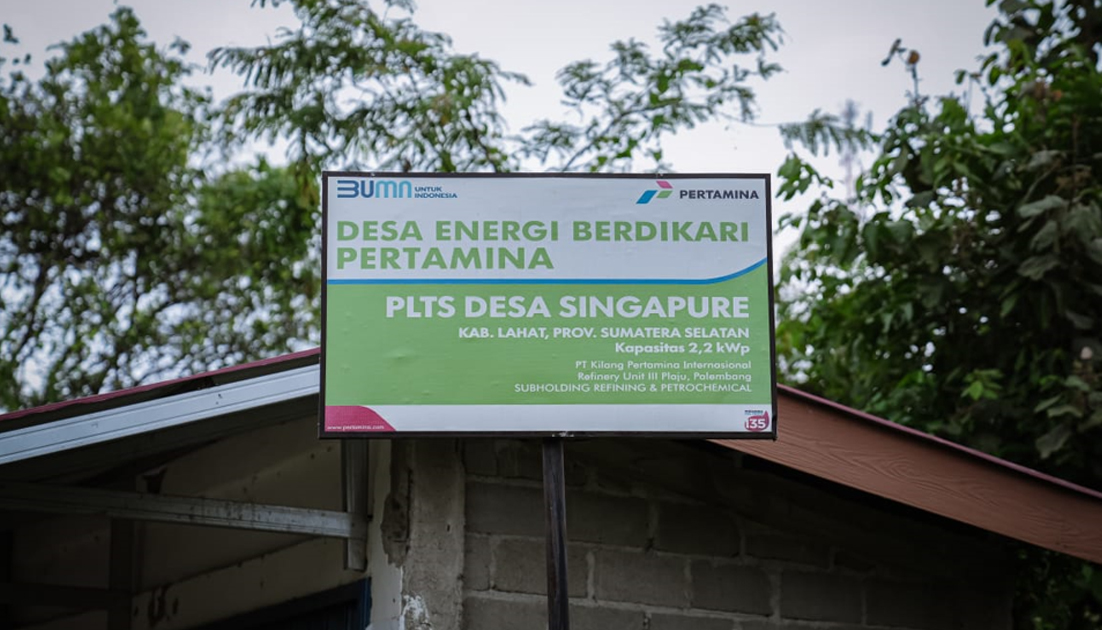 BUMN UNTUK INDONESIA
PERTAMINA
DESA ENERGI BERDIKARI
PERTAMINA
PLTS DESA SINGAPURE
KAB. LAHAT, PROV. SUMATERA SELATAN
Kapasitas 2,2 kWp
PT Kilang Pertamina Internasional
Refinery Unit III Plaju, Palembang
SUBHOLDING REFINING & PETROCHEMICAL
www.pertamina.com
135